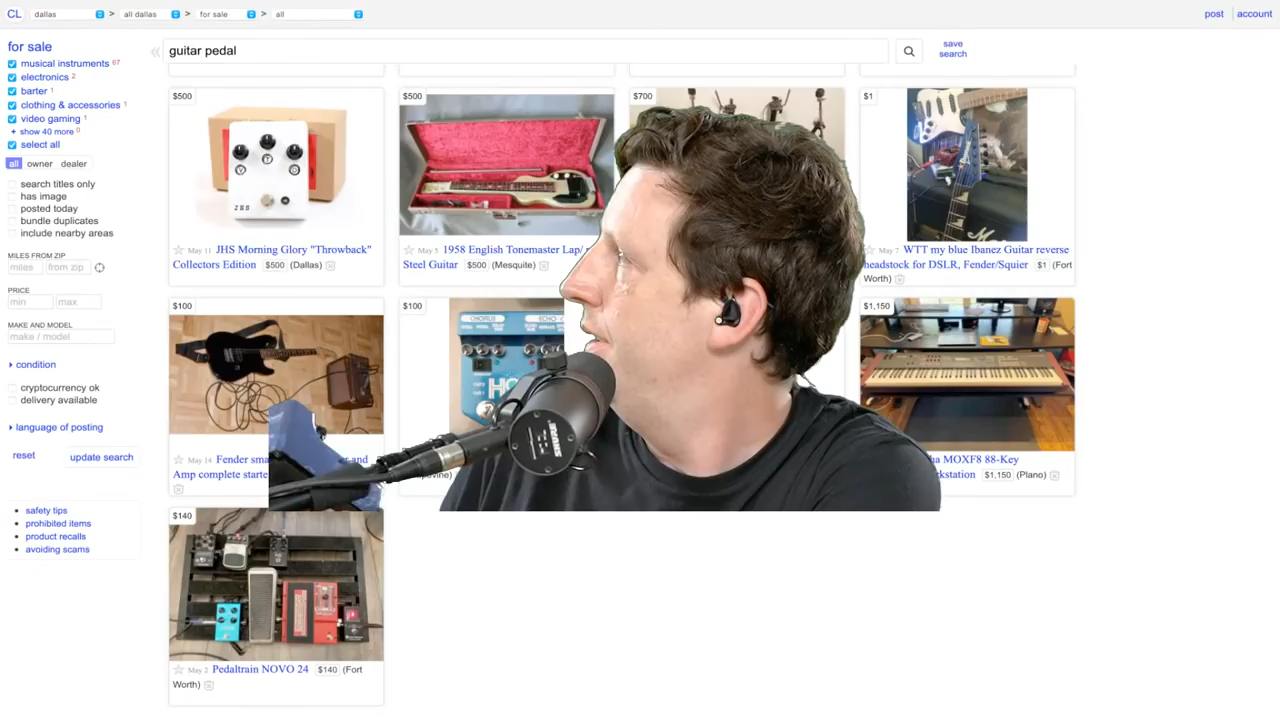 CL dallas > all dallas > for sale > all post account
for sale
musical instruments 67
electronics 2
barter 1
clothing & accessories 1
video gaming 1
+ show 40 more 0
select all
all owner dealer
search titles only
has image
posted today
bundle duplicates
include nearby areas
MILES FROM ZIP
miles from zip
PRICE
min max
MAKE AND MODEL
make / model
condition
cryptocurrency ok
delivery available
language of posting
reset update search
safety tips
prohibited items
product recalls
avoiding scams
guitar pedal
save
search
$500
JHS
May 11 JHS Morning Glory "Throwback"
Collectors Edition $500 (Dallas)
$500
May 5 1958 English Tonemaster Lap/
Steel Guitar $500 (Mesquite)
$700
$1
May 7 WTT my blue Ibanez Guitar reverse
headstock for DSLR, Fender/Squier $1 (Fort
Worth)
$100
May 14 Fender and
Amp complete
$100
CHORUS ECHO
SHURE
$1,150
MOXF8 88-Key
$1,150 (Plano)
$140
May 2 Pedaltrain NOVO 24 $140 (Fort
Worth)